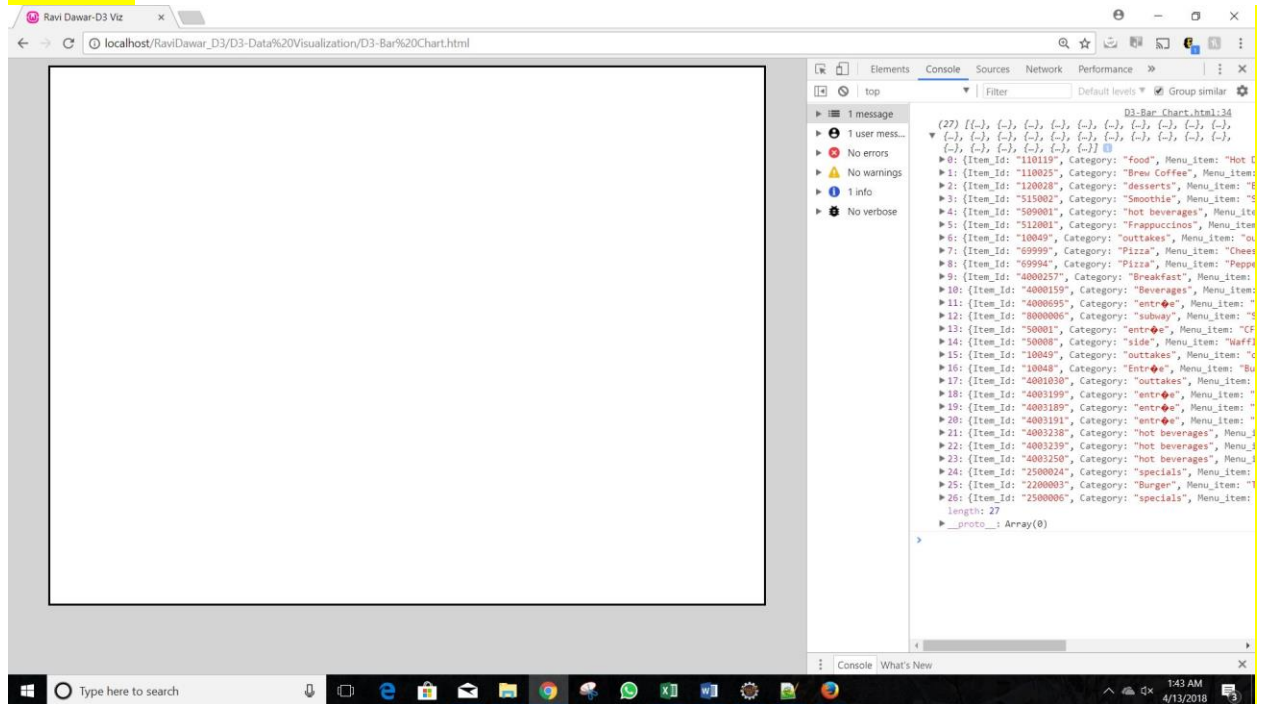 Ravi Dawar-D3 Viz
localhost/RaviDawar_D3/D3-Data%20Visualization/D3-Bar%20Chart.html
Elements Console Sources Network Performance »
top Filter Default levels Group similar
1 message
1 user mess...
No errors
No warnings
1 info
No verbose
D3-Bar Chart.html:34
(27) [{…}, {…}, {…}, {…}, {…}, {…}, {…}, {…}, {…},
{…}, {…}, {…}, {…}, {…}, {…}, {…}, {…}, {…}, {…}, {…}, {…},
{…}, {…}, {…}, {…}, {…}, {…}]
0: {Item_Id: "110119", Category: "food", Menu_item: "Hot
1: {Item_Id: "110025", Category: "Brew Coffee", Menu_item:
2: {Item_Id: "120028", Category: "desserts", Menu_item:
3: {Item_Id: "515002", Category: "Smoothie", Menu_item: "S
4: {Item_Id: "509001", Category: "hot beverages", Menu_ite
5: {Item_Id: "512001", Category: "Frappuccinos", Menu_item
6: {Item_Id: "10049", Category: "outtakes", Menu_item: "ou
7: {Item_Id: "69999", Category: "Pizza", Menu_item: "Chees
8: {Item_Id: "69994", Category: "Pizza", Menu_item: "Peppe
9: {Item_Id: "4000257", Category: "Breakfast", Menu_item:
10: {Item_Id: "4000159", Category: "Beverages", Menu_item:
11: {Item_Id: "4000695", Category: "entr�e", Menu_item: "
12: {Item_Id: "8000006", Category: "subway", Menu_item: "S
13: {Item_Id: "50001", Category: "entr�e", Menu_item: "CF
14: {Item_Id: "50008", Category: "side", Menu_item: "Waffl
15: {Item_Id: "10049", Category: "outtakes", Menu_item: "o
16: {Item_Id: "10048", Category: "Entr�e", Menu_item: "Bu
17: {Item_Id: "4001030", Category: "outtakes", Menu_item:
18: {Item_Id: "4003199", Category: "entr�e", Menu_item: "
19: {Item_Id: "4003189", Category: "entr�e", Menu_item: "
20: {Item_Id: "4003191", Category: "entr�e", Menu_item: "
21: {Item_Id: "4003238", Category: "hot beverages", Menu_i
22: {Item_Id: "4003239", Category: "hot beverages", Menu_i
23: {Item_Id: "4003250", Category: "hot beverages", Menu_i
24: {Item_Id: "2500024", Category: "specials", Menu_item:
25: {Item_Id: "2200003", Category: "Burger", Menu_item: "T
26: {Item_Id: "2500006", Category: "specials", Menu_item:
length: 27
__proto__: Array(0)
Console What's New
Type here to search
1:43 AM
4/13/2018